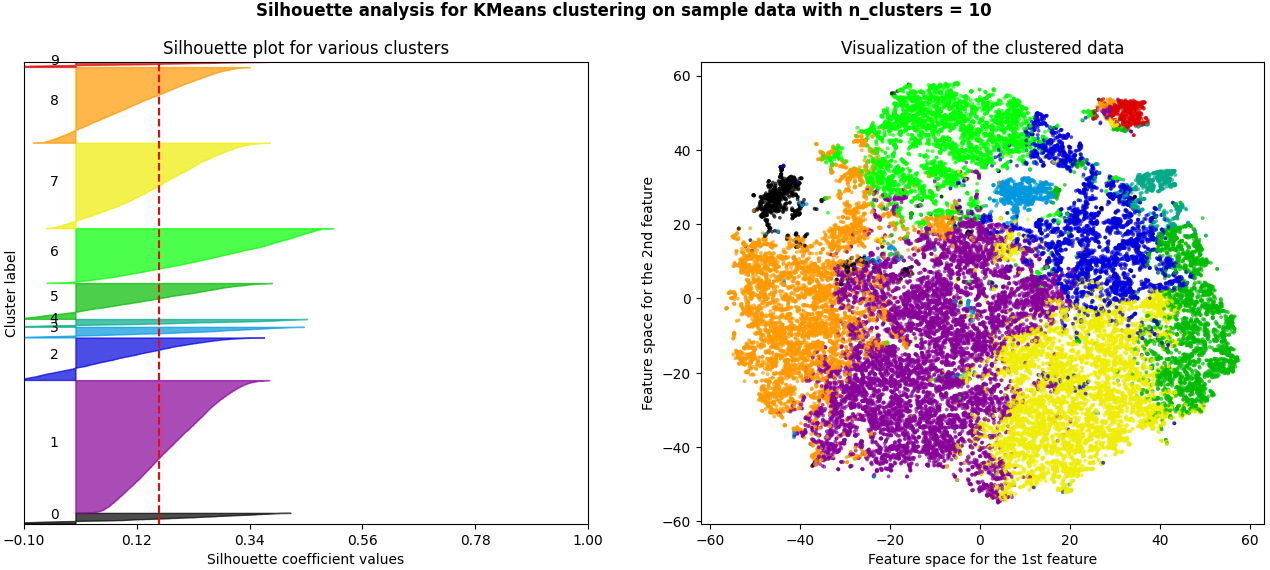 Silhouette analysis for KMeans clustering on sample data with n_clusters = 10
Silhouette plot for various clusters
Cluster label
9
8
7
6
5
4
3
2
1
0
−0.10 0.12 0.34 0.56 0.78 1.00
Silhouette coefficient values
Visualization of the clustered data
Feature space for the 2nd feature
60
40
20
0
−20
−40
−60
−60 −40 −20 0 20 40 60
Feature space for the 1st feature